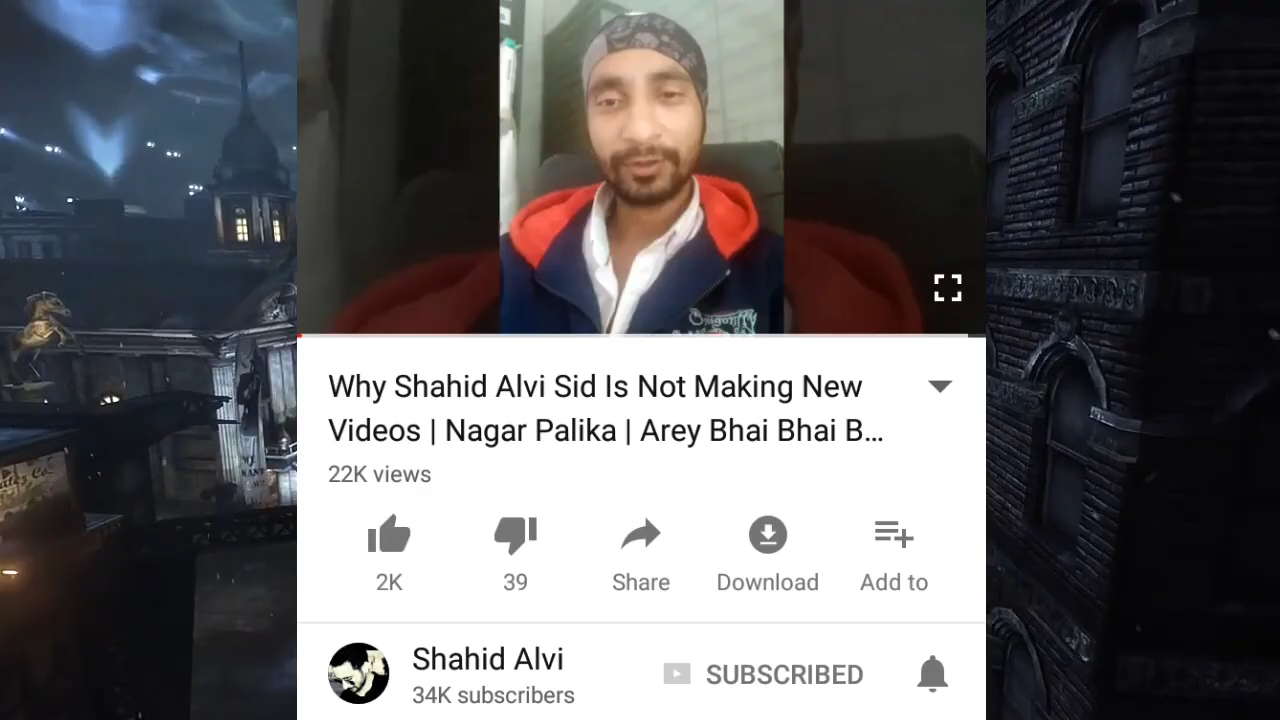 Why Shahid Alvi Sid Is Not Making New
Videos | Nagar Palika | Arey Bhai Bhai B...
22K views
2K
39
Share
Download
Add to
Shahid Alvi
34K subscribers
SUBSCRIBED